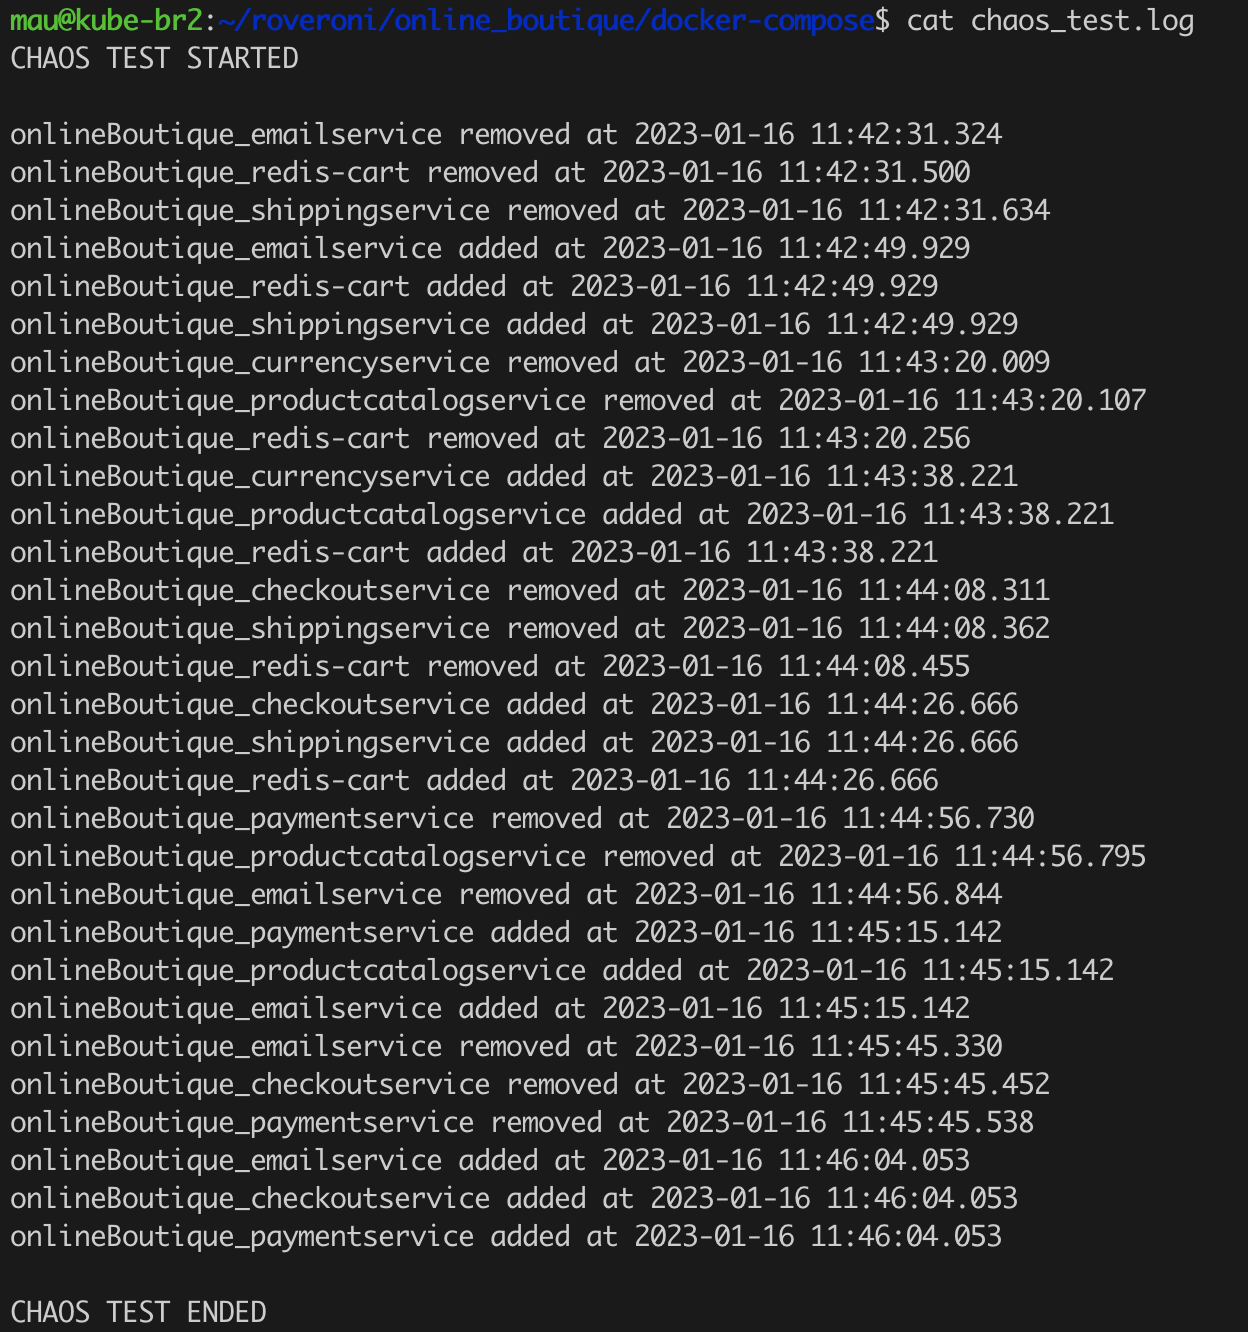 mau@kube-br2:~/roveroni/online_boutique/docker-compose$ cat chaos_test.log
CHAOS TEST STARTED

onlineBoutique_emailservice removed at 2023-01-16 11:42:31.324
onlineBoutique_redis-cart removed at 2023-01-16 11:42:31.500
onlineBoutique_shippingservice removed at 2023-01-16 11:42:31.634
onlineBoutique_emailservice added at 2023-01-16 11:42:49.929
onlineBoutique_redis-cart added at 2023-01-16 11:42:49.929
onlineBoutique_shippingservice added at 2023-01-16 11:42:49.929
onlineBoutique_currencyservice removed at 2023-01-16 11:43:20.009
onlineBoutique_productcatalogservice removed at 2023-01-16 11:43:20.107
onlineBoutique_redis-cart removed at 2023-01-16 11:43:20.256
onlineBoutique_currencyservice added at 2023-01-16 11:43:38.221
onlineBoutique_productcatalogservice added at 2023-01-16 11:43:38.221
onlineBoutique_redis-cart added at 2023-01-16 11:43:38.221
onlineBoutique_checkoutservice removed at 2023-01-16 11:44:08.311
onlineBoutique_shippingservice removed at 2023-01-16 11:44:08.362
onlineBoutique_redis-cart removed at 2023-01-16 11:44:08.455
onlineBoutique_checkoutservice added at 2023-01-16 11:44:26.666
onlineBoutique_shippingservice added at 2023-01-16 11:44:26.666
onlineBoutique_redis-cart added at 2023-01-16 11:44:26.666
onlineBoutique_paymentservice removed at 2023-01-16 11:44:56.730
onlineBoutique_productcatalogservice removed at 2023-01-16 11:44:56.795
onlineBoutique_emailservice removed at 2023-01-16 11:44:56.844
onlineBoutique_paymentservice added at 2023-01-16 11:45:15.142
onlineBoutique_productcatalogservice added at 2023-01-16 11:45:15.142
onlineBoutique_emailservice added at 2023-01-16 11:45:15.142
onlineBoutique_emailservice removed at 2023-01-16 11:45:45.330
onlineBoutique_checkoutservice removed at 2023-01-16 11:45:45.452
onlineBoutique_paymentservice removed at 2023-01-16 11:45:45.538
onlineBoutique_emailservice added at 2023-01-16 11:46:04.053
onlineBoutique_checkoutservice added at 2023-01-16 11:46:04.053
onlineBoutique_paymentservice added at 2023-01-16 11:46:04.053

CHAOS TEST ENDED